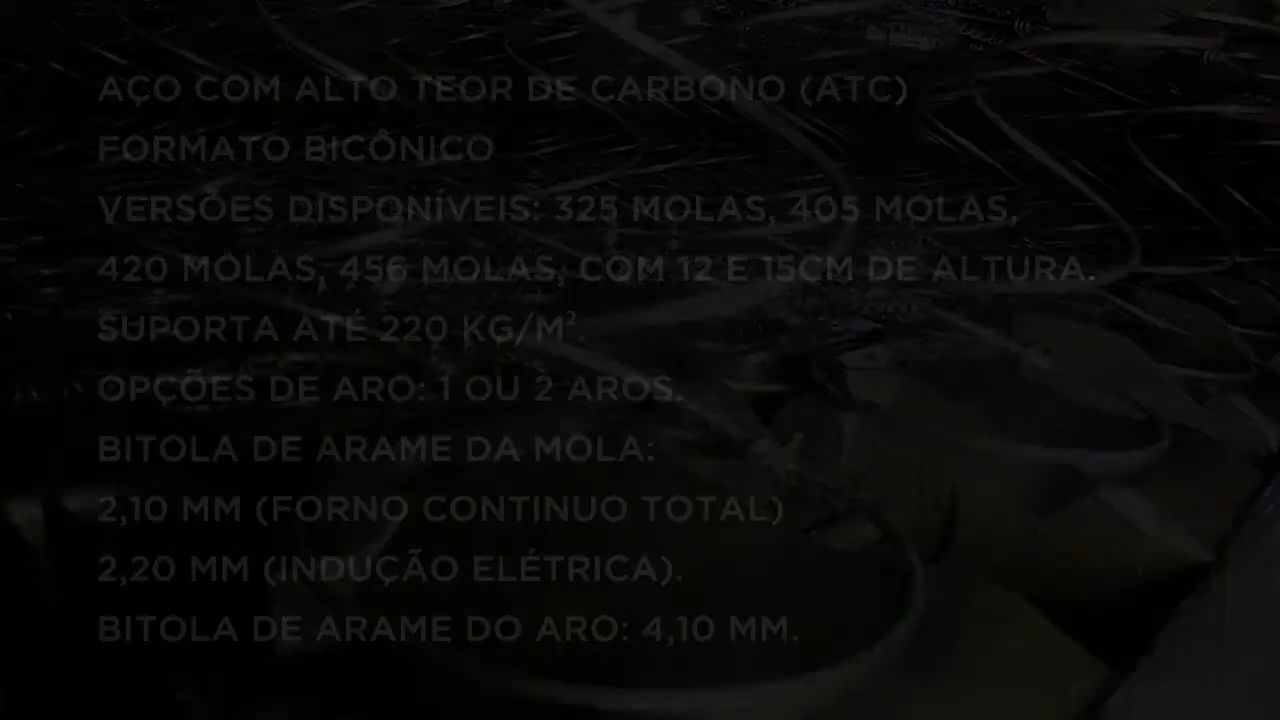 AÇO COM ALTO TEOR DE CARBONO (ATC)
FORMATO BICÔNICO
VERSÕES DISPONÍVEIS: 325 MOLAS, 405 MOLAS,
420 MOLAS, 456 MOLAS, COM 12 E 15CM DE ALTURA.
SUPORTA ATÉ 220 KG/M².
OPÇÕES DE ARO: 1 OU 2 AROS.
BITOLA DE ARAME DA MOLA:
2,10 MM (FORNO CONTINUO TOTAL)
2,20 MM (INDUÇÃO ELÉTRICA).
BITOLA DE ARAME DO ARO: 4,10 MM.